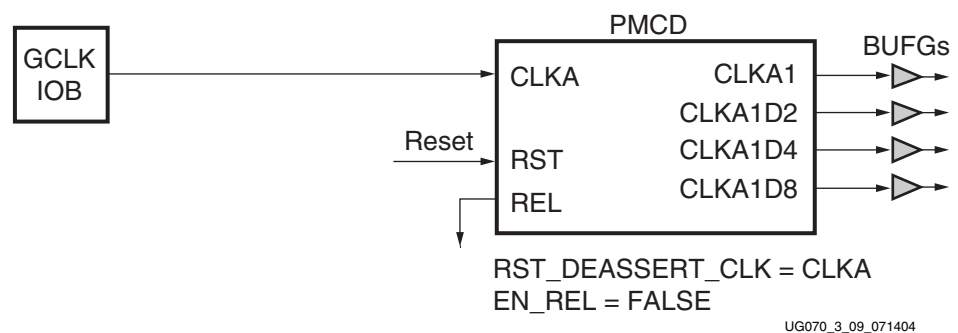 PMCD
BUFGs
GCLK
IOB
CLKA
CLKA1
CLKA1D2
Reset
RST
CLKA1D4
REL
CLKA1D8
RST_DEASSERT_CLK = CLKA
EN_REL = FALSE
UG070_3_09_071404